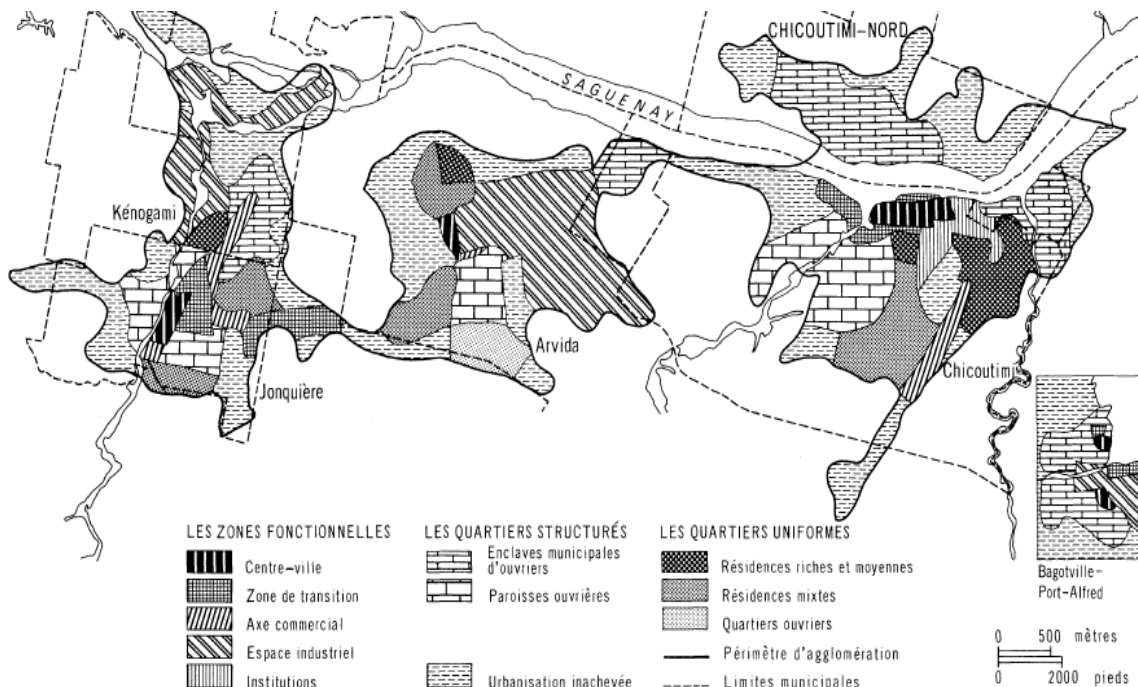 CHICOUTIMI-NORD
SAGUENAY
Kénogami
Arvida
Jonquière
Chicoutimi
LES ZONES FONCTIONNELLES
Centre-ville
Zone de transition
Axe commercial
Espace industriel
Institutions
LES QUARTIERS STRUCTURÉS
Enclaves municipales
d'ouvriers
Paroisses ouvrières
Urbanisation inachevée
LES QUARTIERS UNIFORMES
Résidences riches et moyennes
Résidences mixtes
Quartiers ouvriers
Périmètre d'agglomération
Limites municipales
Bagotville-
Port-Alfred
0 500 mètres
0 2000 pieds